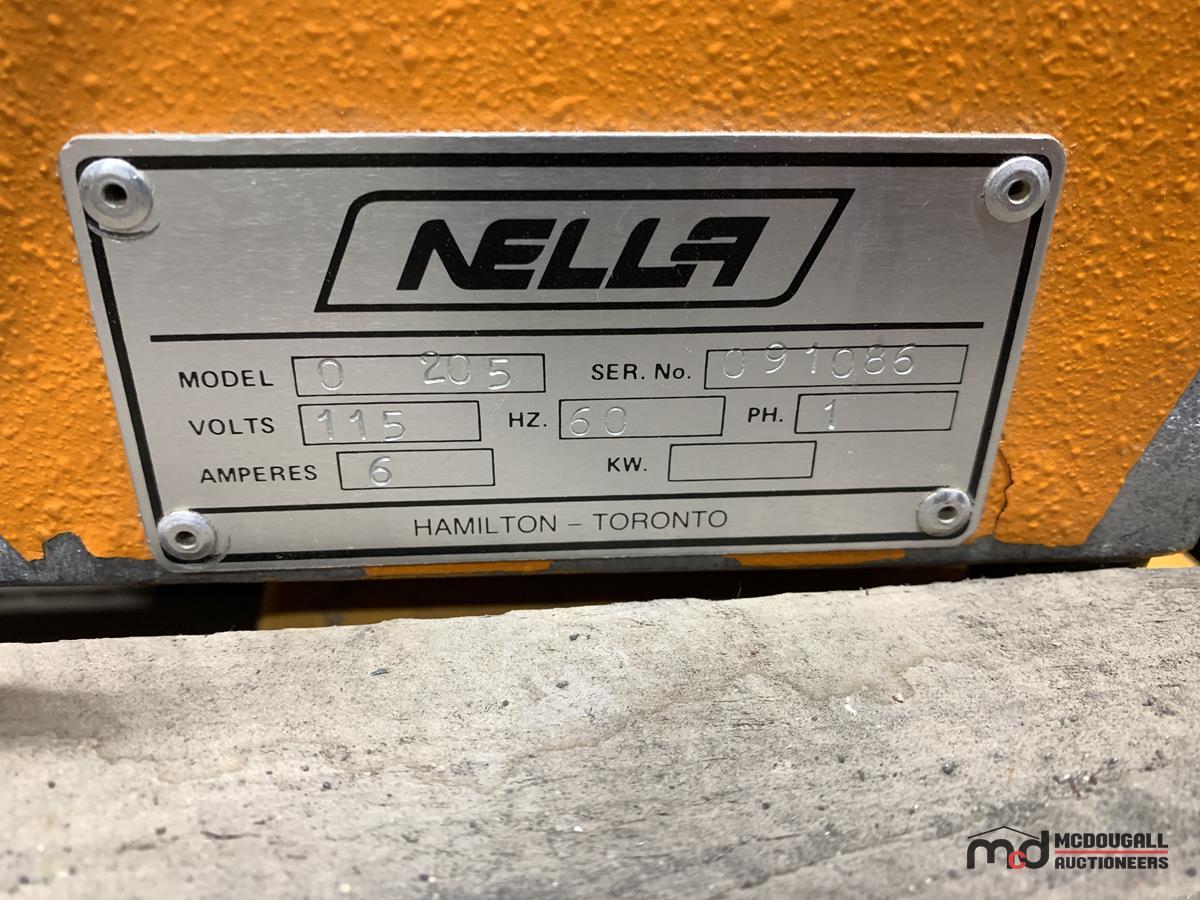 NELLA
MODEL 0 205 SER. No. 091086
VOLTS 115 HZ. 60 PH. 1
AMPERES 6 KW.
HAMILTON – TORONTO
mcd MCDOUGALL
AUCTIONEERS